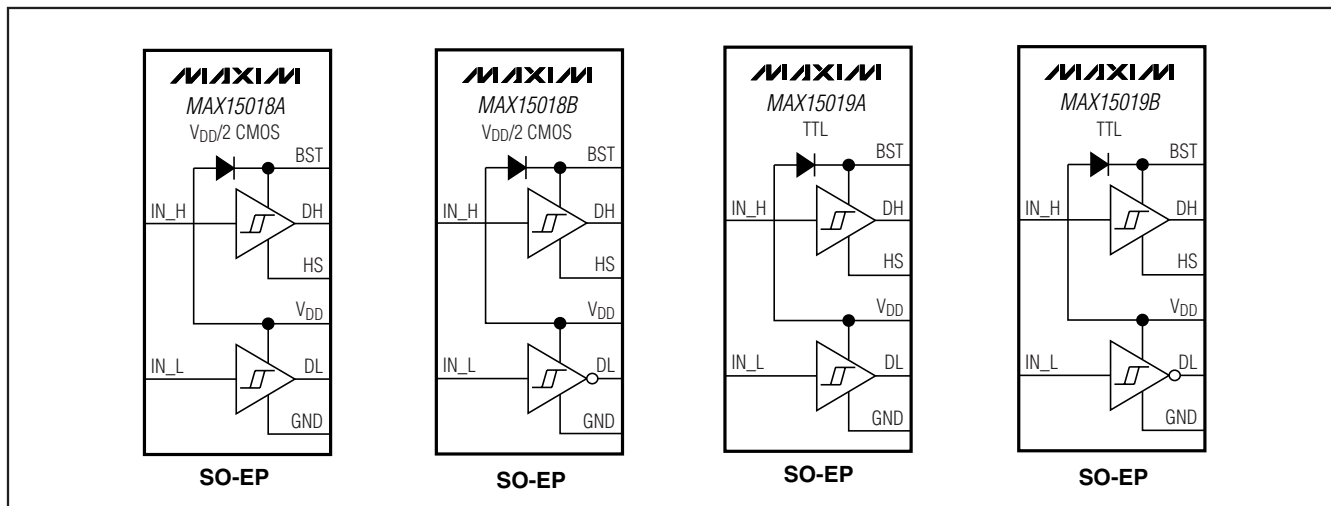 MAXIM
MAX15018A
VDD/2 CMOS
BST
IN_H
DH
HS
VDD
IN_L
DL
GND
SO-EP
MAXIM
MAX15018B
VDD/2 CMOS
BST
IN_H
DH
HS
VDD
IN_L
DL
GND
SO-EP
MAXIM
MAX15019A
TTL
BST
IN_H
DH
HS
VDD
IN_L
DL
GND
SO-EP
MAXIM
MAX15019B
TTL
BST
IN_H
DH
HS
VDD
IN_L
DL
GND
SO-EP